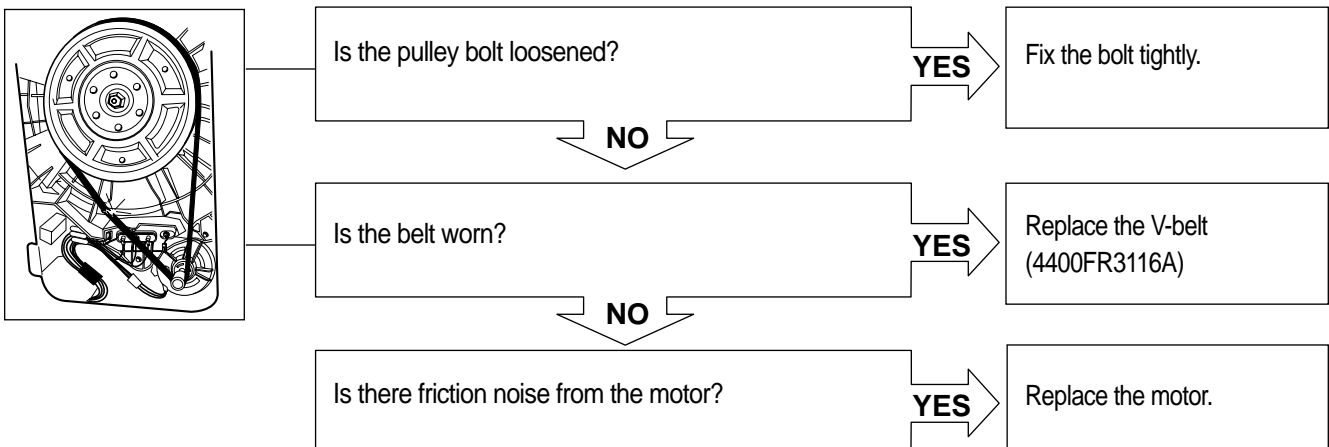 Is the pulley bolt loosened?
YES
Fix the bolt tightly.
NO
Is the belt worn?
YES
Replace the V-belt
(4400FR3116A)
NO
Is there friction noise from the motor?
YES
Replace the motor.